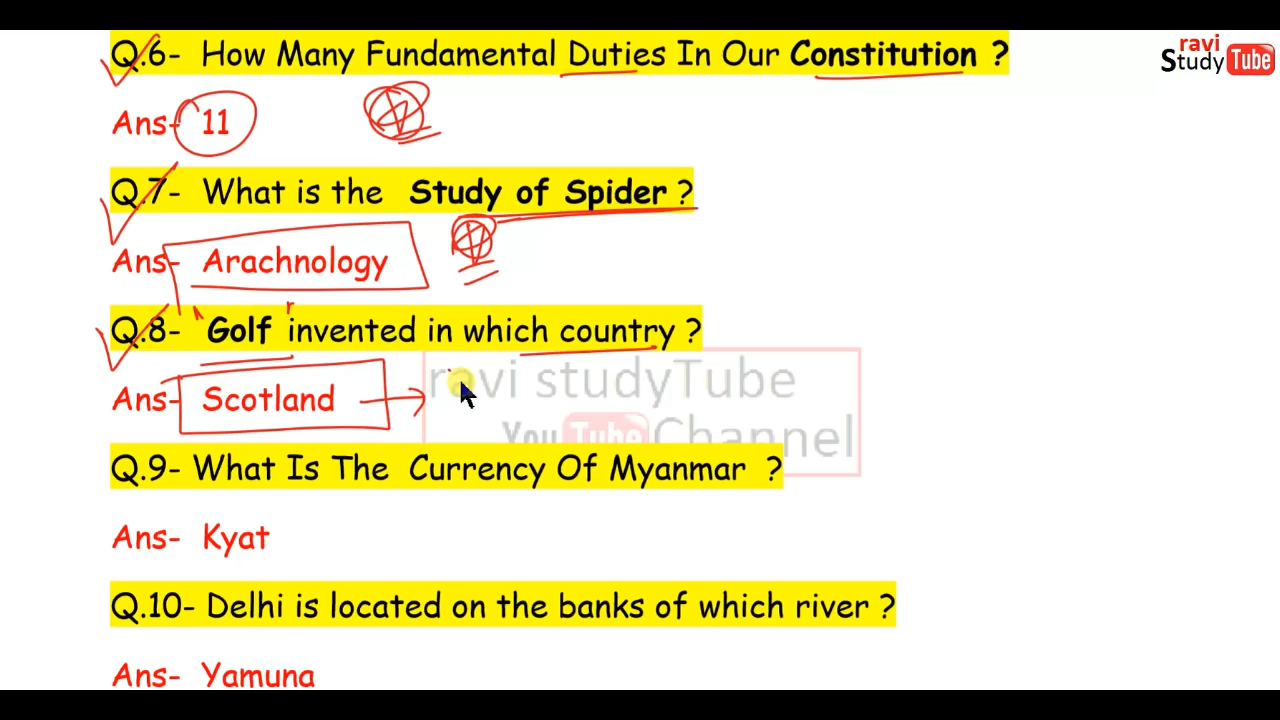 Q.6- How Many Fundamental Duties In Our Constitution ?
ravi
Study Tube
Ans- 11
Q.7- What is the Study of Spider ?
Ans- Arachnology
Q.8- Golf invented in which country ?
ravi studyTube
Ans- Scotland
YouTube Channel
Q.9- What Is The Currency Of Myanmar ?
Ans- Kyat
Q.10- Delhi is located on the banks of which river ?
Ans- Yamuna